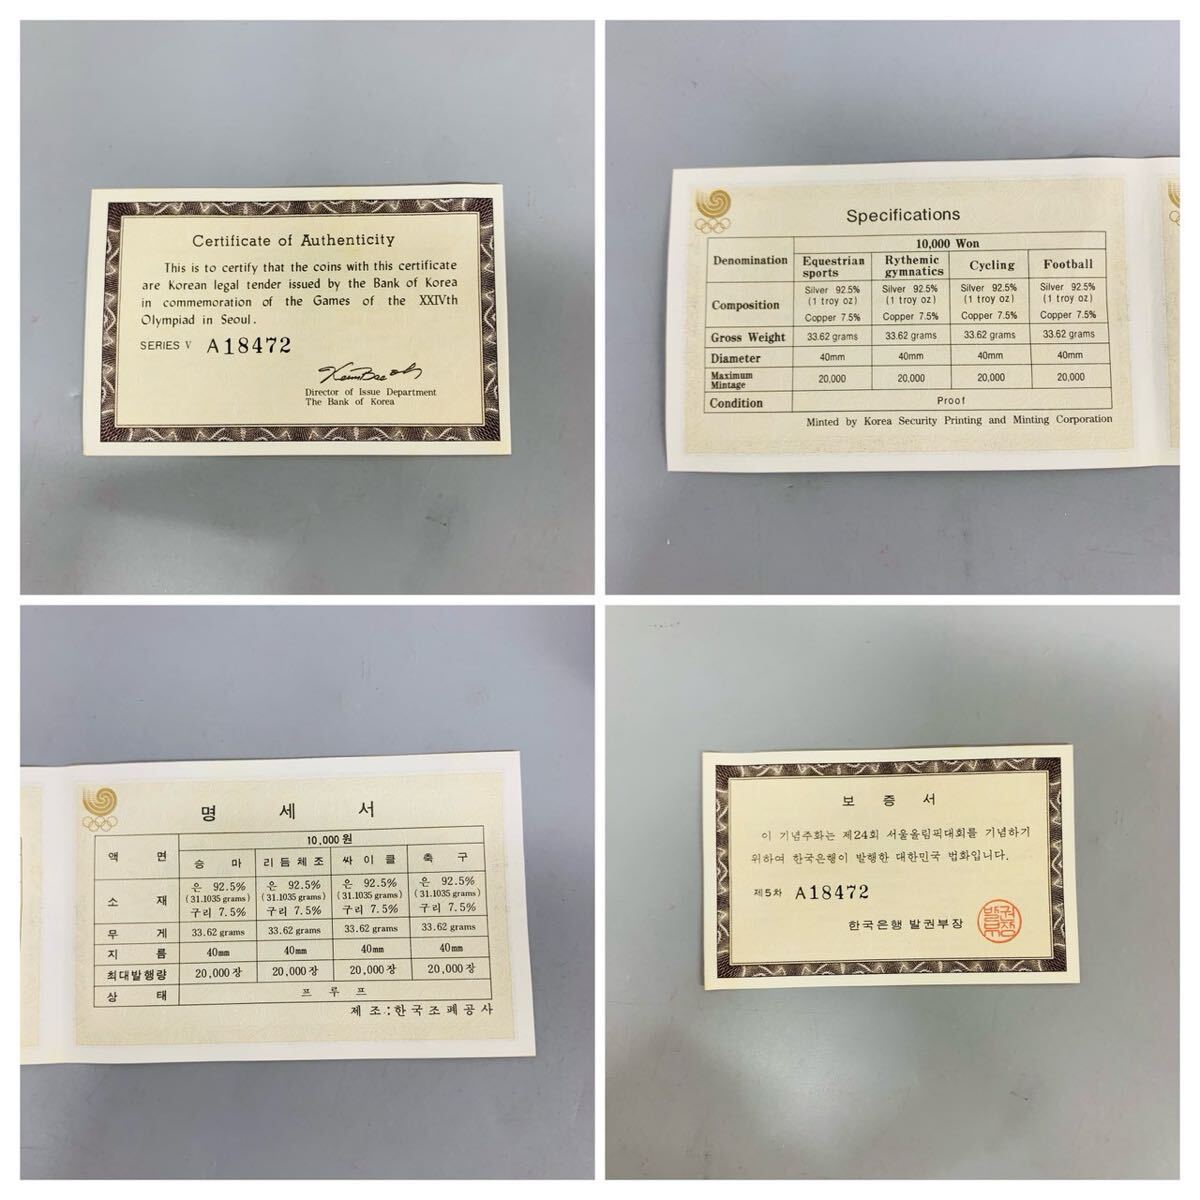 Certificate of Authenticity
This is to certify that the coins with this certificate
are Korean legal tender issued by the Bank of Korea
in commemoration of the Games of the XXIVth
Olympiad in Seoul.
SERIES V A18472
Director of Issue Department
The Bank of Korea
Specifications
Denomination 10,000 Won
Equestrian sports Rythemic gymnatics Cycling Football
Composition Silver 92.5% (1 troy oz) Copper 7.5% Silver 92.5% (1 troy oz) Copper 7.5% Silver 92.5% (1 troy oz) Copper 7.5% Silver 92.5% (1 troy oz) Copper 7.5%
Gross Weight 33.62 grams 33.62 grams 33.62 grams 33.62 grams
Diameter 40mm 40mm 40mm 40mm
Maximum Mintage 20,000 20,000 20,000 20,000
Condition Proof
Minted by Korea Security Printing and Minting Corporation
명 세 서
액 면 10,000원
승 마 리듬체조 싸이클 축 구
소 재 은 92.5% (31.1035 grams) 구리 7.5% 은 92.5% (31.1035 grams) 구리 7.5% 은 92.5% (31.1035 grams) 구리 7.5% 은 92.5% (31.1035 grams) 구리 7.5%
무 게 33.62 grams 33.62 grams 33.62 grams 33.62 grams
지 름 40mm 40mm 40mm 40mm
최대발행량 20,000장 20,000장 20,000장 20,000장
상 태 프 루 프
제조:한국조폐공사
보 증 서
이 기념주화는 제24회 서울올림픽대회를 기념하기
위하여 한국은행이 발행한 대한민국 법화입니다.
제5차 A18472
한국은행 발권부장